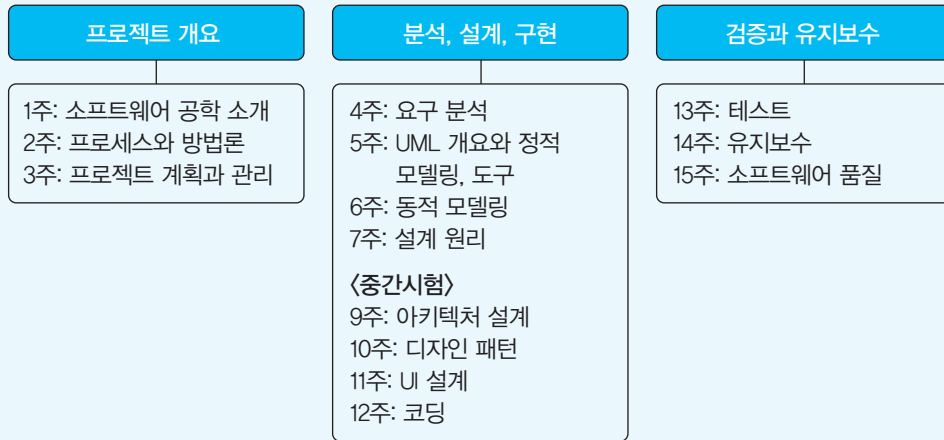 프로젝트 개요
1주: 소프트웨어 공학 소개
2주: 프로세스와 방법론
3주: 프로젝트 계획과 관리
분석, 설계, 구현
4주: 요구 분석
5주: UML 개요와 정적
모델링, 도구
6주: 동적 모델링
7주: 설계 원리
〈중간시험〉
9주: 아키텍처 설계
10주: 디자인 패턴
11주: UI 설계
12주: 코딩
검증과 유지보수
13주: 테스트
14주: 유지보수
15주: 소프트웨어 품질